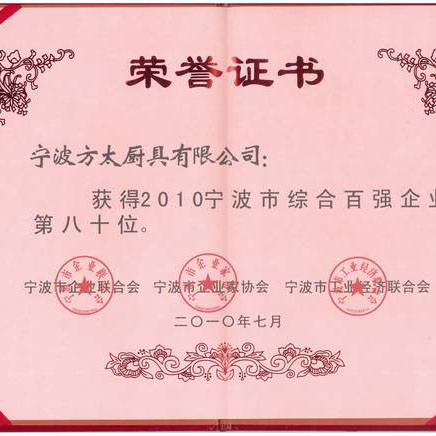 荣誉证书
宁波方太厨具有限公司:
获得2010宁波市综合百强企业
第八十位。
宁波市企业联合会 宁波市企业家协会 宁波市工业经济联合会
二〇一〇年七月